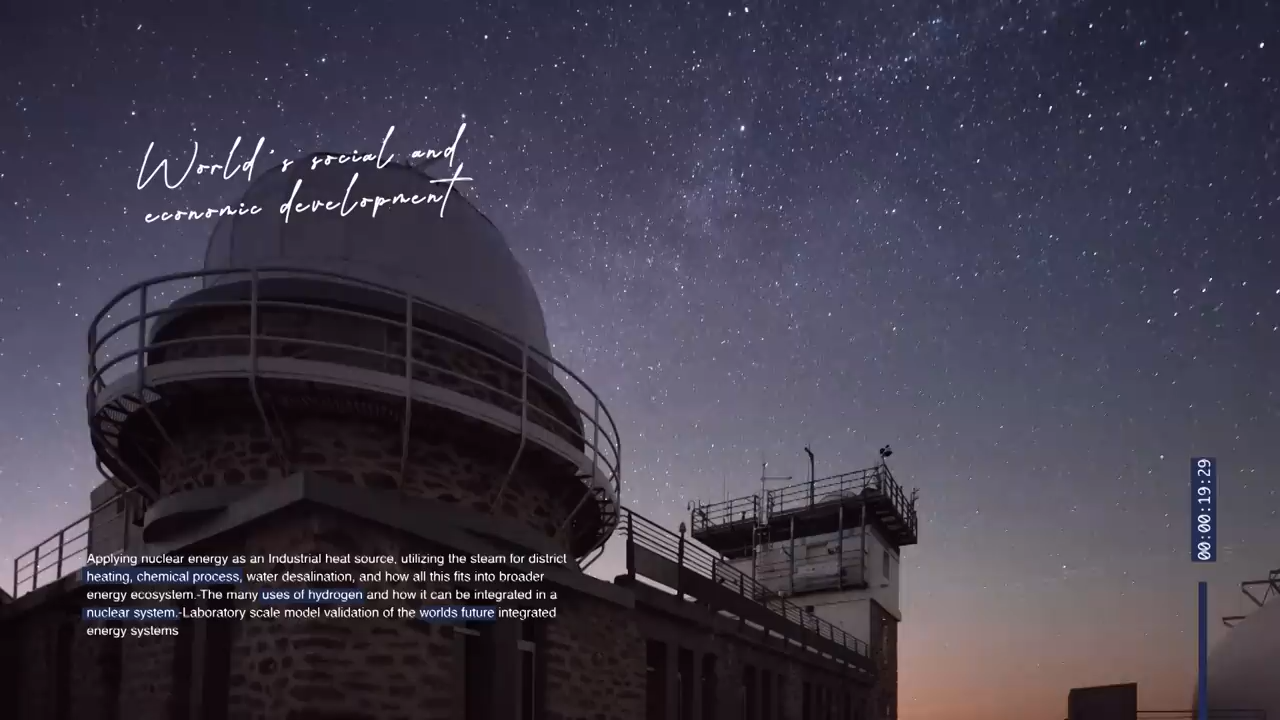 World's social and
economic development
Applying nuclear energy as an Industrial heat source, utilizing the steam for district
heating, chemical process, water desalination, and how all this fits into broader
energy ecosystem.-The many uses of hydrogen and how it can be integrated in a
nuclear system.-Laboratory scale model validation of the worlds future integrated
energy systems
00:00:19:29